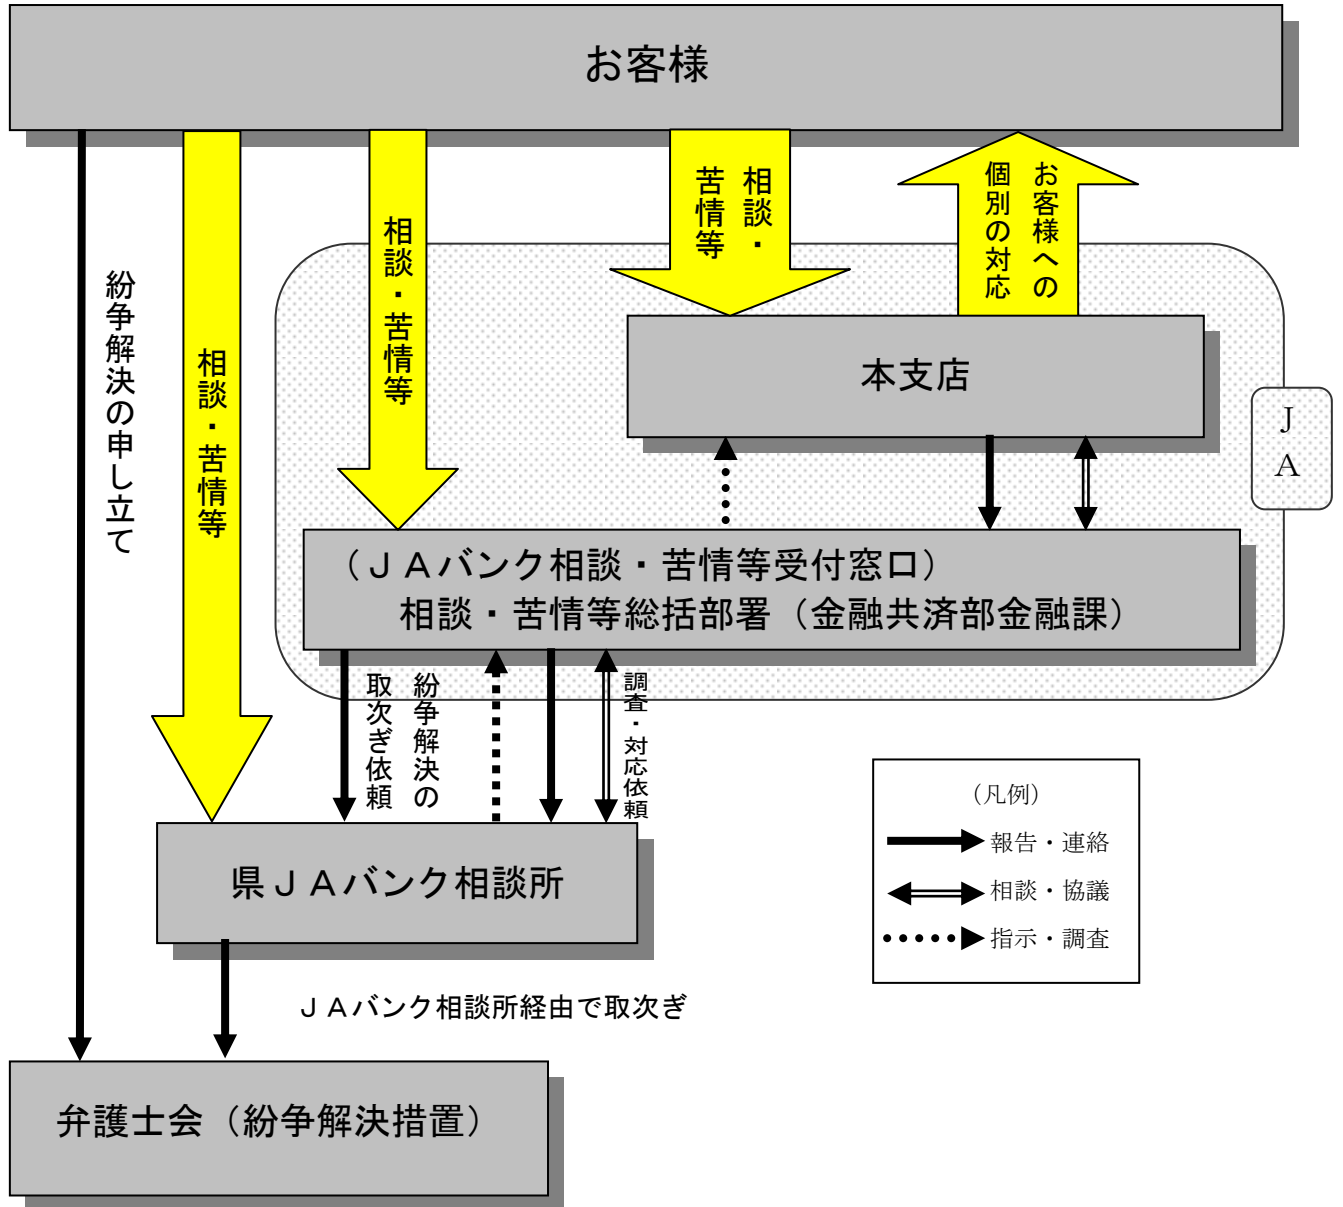 お客様
紛争解決の申し立て
相談・苦情等
相談・苦情等
相談・
苦情等
お客様への
個別の対応
本支店
ＪＡ
（ＪＡバンク相談・苦情等受付窓口）
相談・苦情等総括部署（金融共済部金融課）
紛争解決の
取次ぎ依頼
調査・対応依頼
県ＪＡバンク相談所
（凡例）
報告・連絡
相談・協議
指示・調査
ＪＡバンク相談所経由で取次ぎ
弁護士会（紛争解決措置）